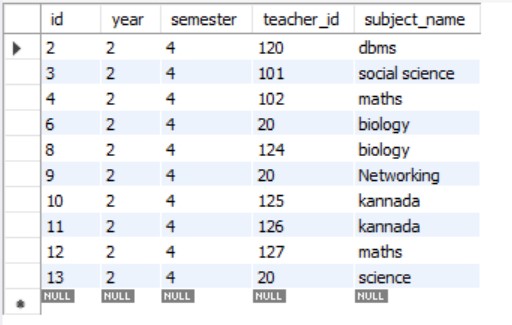 id year semester teacher_id subject_name
2 2 4 120 dbms
3 2 4 101 social science
4 2 4 102 maths
6 2 4 20 biology
8 2 4 124 biology
9 2 4 20 Networking
10 2 4 125 kannada
11 2 4 126 kannada
12 2 4 127 maths
13 2 4 20 science
NULL NULL NULL NULL NULL